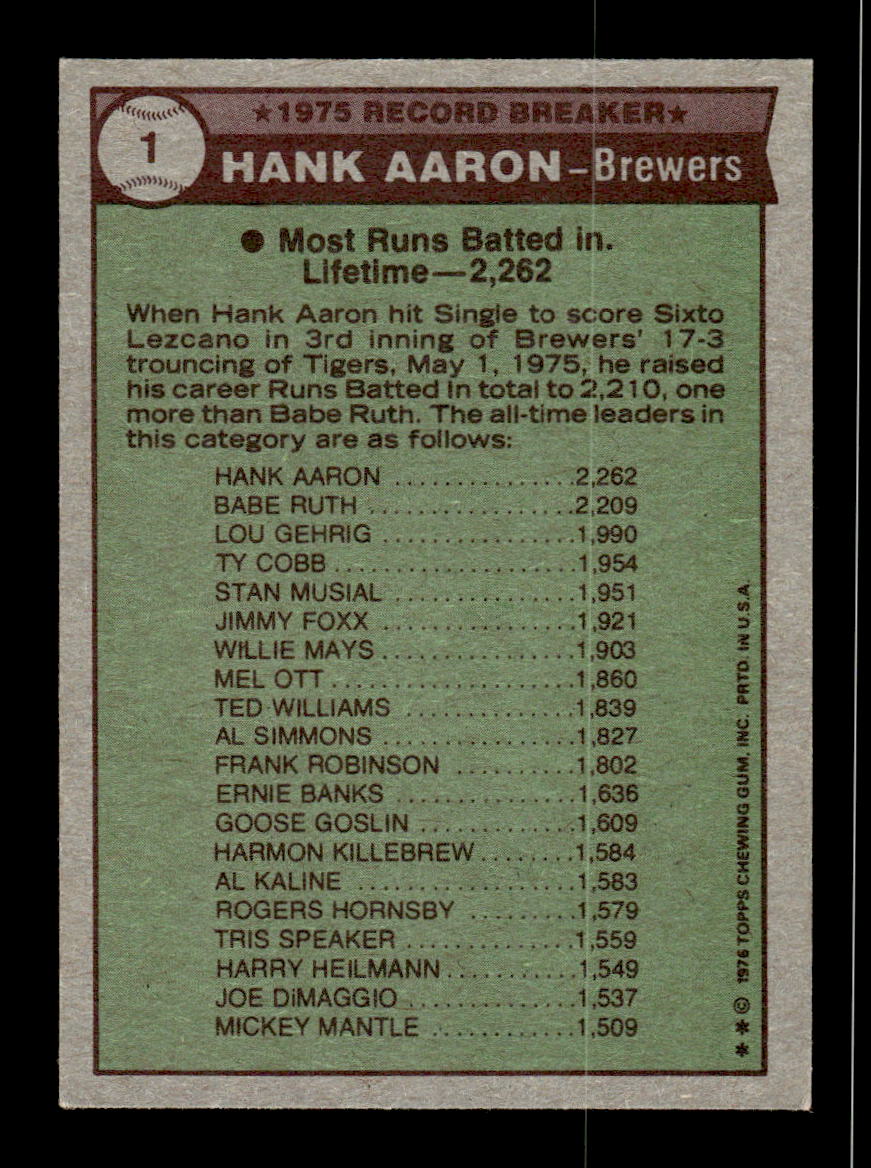 ★1975 RECORD BREAKER★
1
HANK AARON–Brewers
● Most Runs Batted in.
Lifetime—2,262
When Hank Aaron hit Single to score Sixto
Lezcano in 3rd inning of Brewers' 17-3
trouncing of Tigers, May 1, 1975, he raised
his career Runs Batted In total to 2,210, one
more than Babe Ruth. The all-time leaders in
this category are as follows:
HANK AARON ................2,262
BABE RUTH ..................2,209
LOU GEHRIG ................1,990
TY COBB .....................1,954
STAN MUSIAL ...............1,951
JIMMY FOXX ................1,921
WILLIE MAYS .................1,903
MEL OTT .....................1,860
TED WILLIAMS ..............1,839
AL SIMMONS ................1,827
FRANK ROBINSON ..........1,802
ERNIE BANKS ...............1,636
GOOSE GOSLIN .............1,609
HARMON KILLEBREW ........1,584
AL KALINE ...................1,583
ROGERS HORNSBY .........1,579
TRIS SPEAKER ..............1,559
HARRY HEILMANN ...........1,549
JOE DiMAGGIO ..............1,537
MICKEY MANTLE ............1,509
* * © 1976 TOPPS CHEWING GUM, INC. PRTD. IN U.S.A.